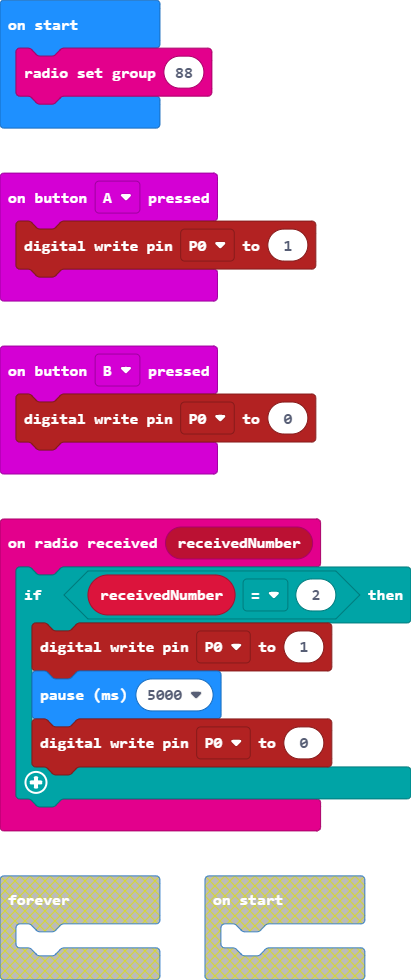 on start
radio set group 88
on button A pressed
digital write pin P0 to 1
on button B pressed
digital write pin P0 to 0
on radio received receivedNumber
if receivedNumber = 2 then
digital write pin P0 to 1
pause (ms) 5000
digital write pin P0 to 0
forever on start